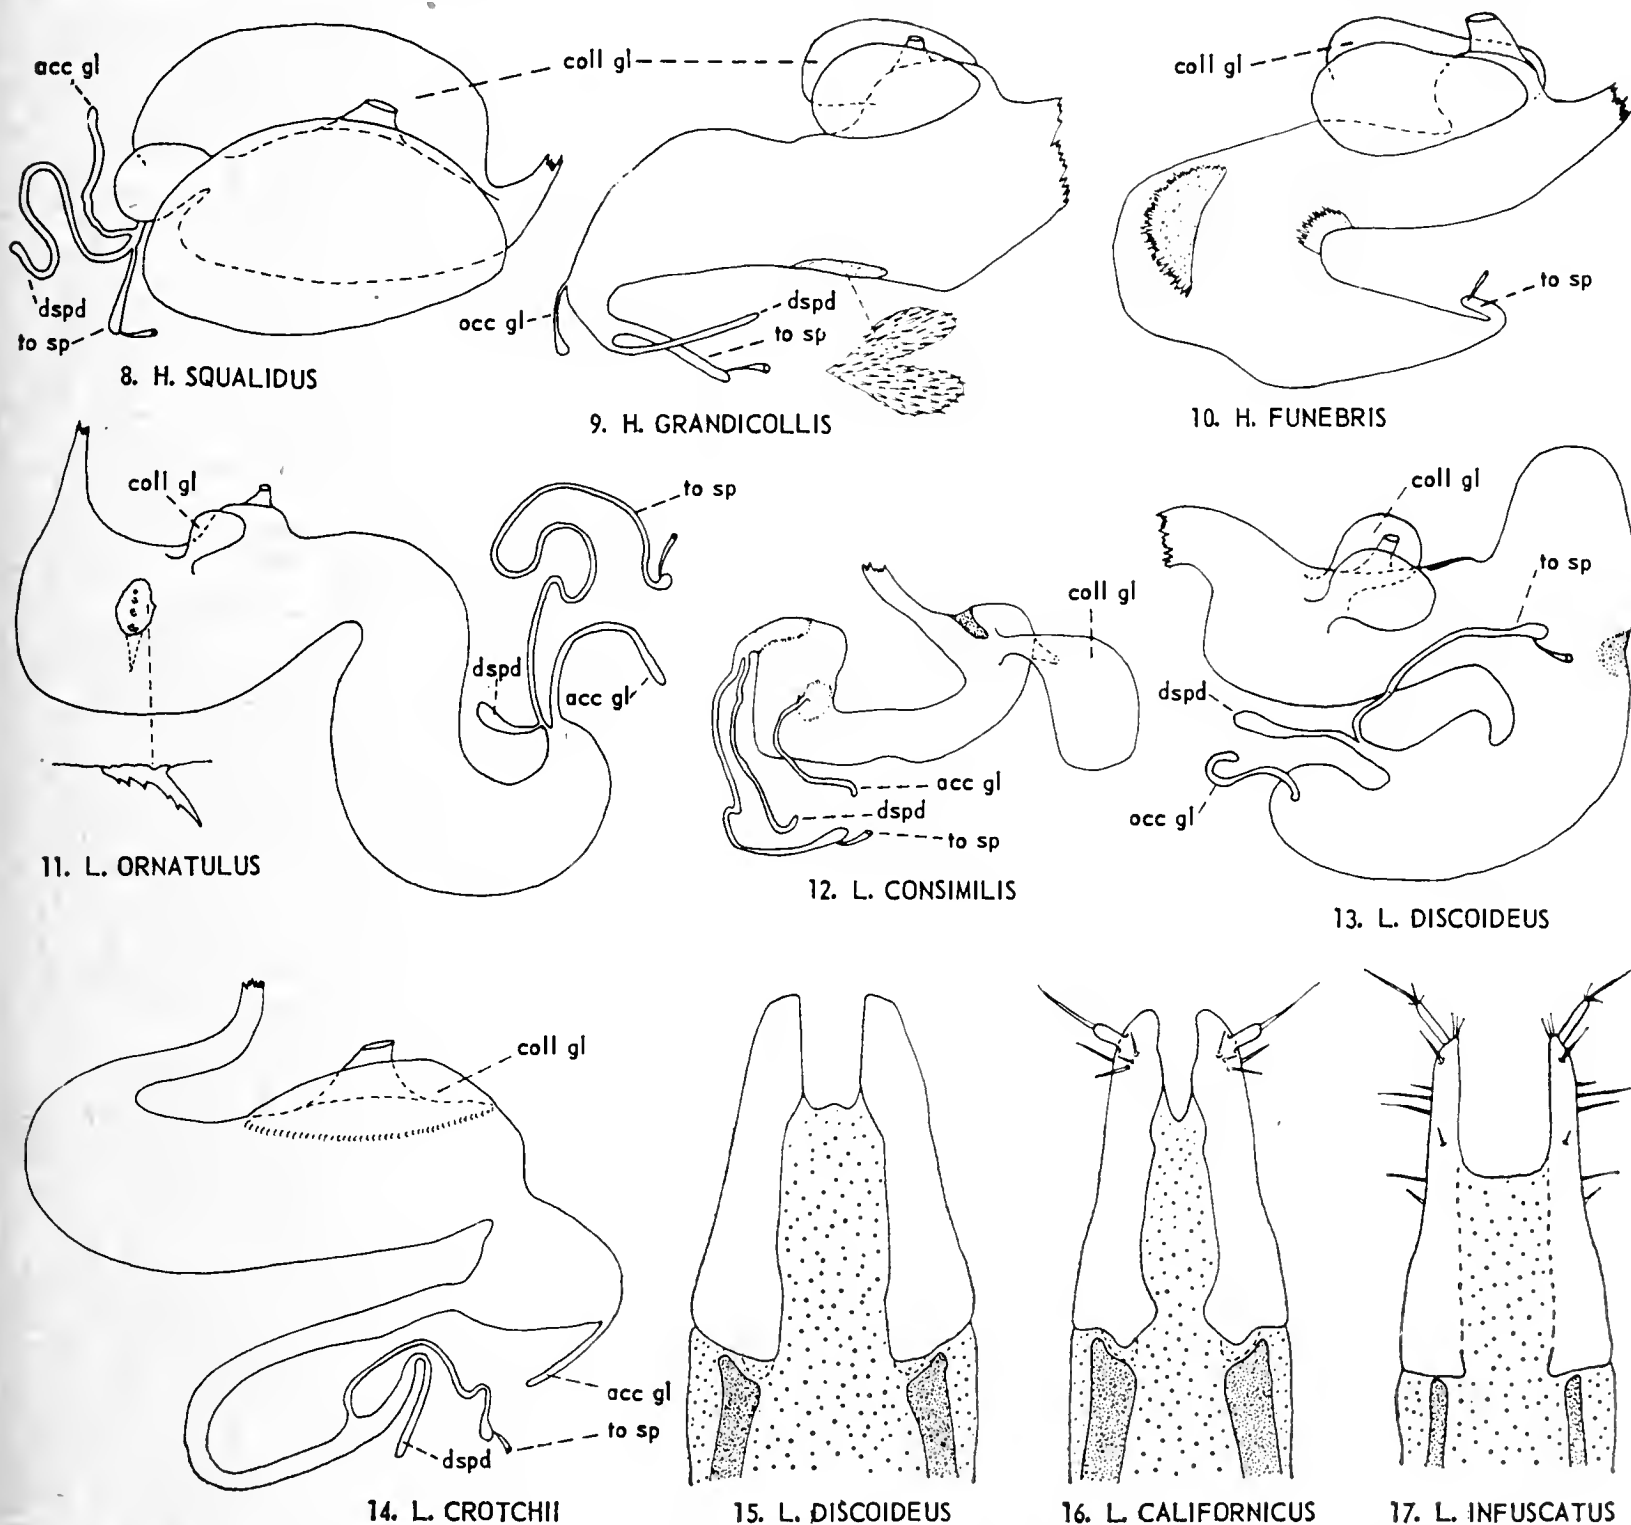 acc gl
coll gl
coll gl
dspd
to sp
8. H. SQUALIDUS
occ gl
dspd
to sp
9. H. GRANDICOLLIS
to sp
10. H. FUNEBRIS
coll gl
to sp
dspd
acc gl
11. L. ORNATULUS
coll gl
acc gl
dspd
to sp
12. L. CONSIMILIS
coll gl
to sp
dspd
occ gl
13. L. DISCOIDEUS
coll gl
acc gl
to sp
dspd
14. L. CROTCHII
15. L. DISCOIDEUS
16. L. CALIFORNICUS
17. L. INFUSCATUS